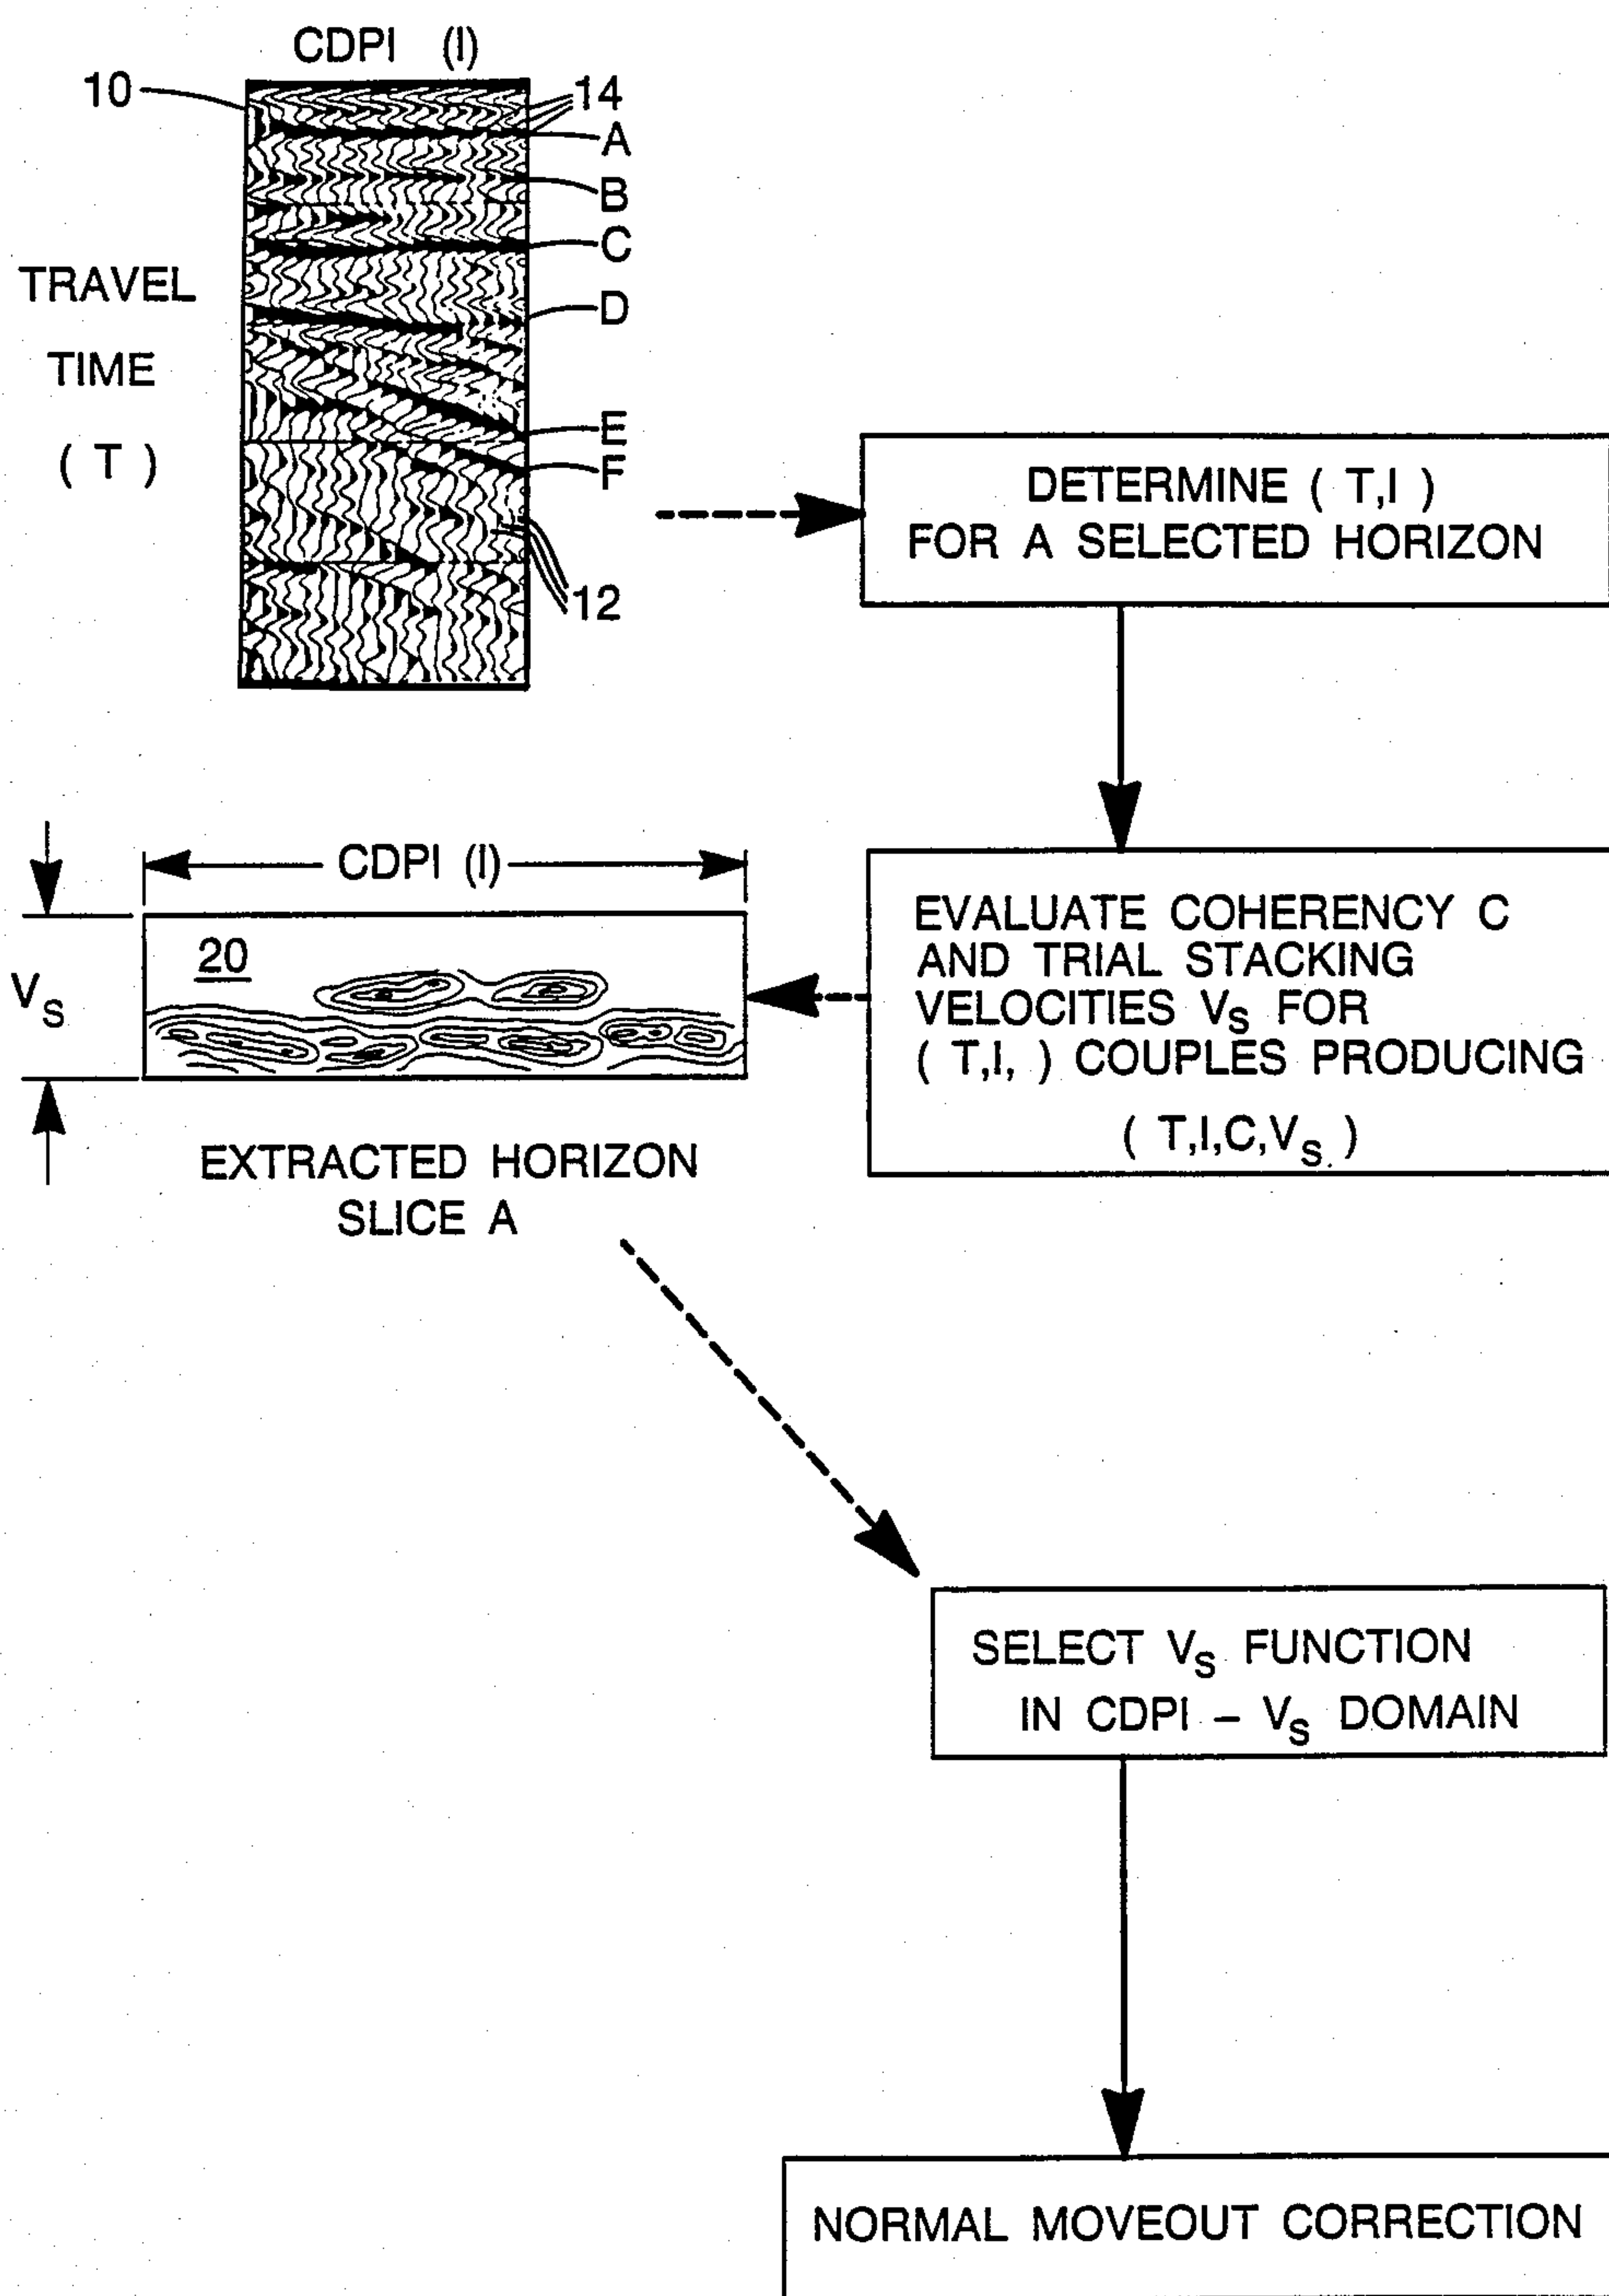 CDPI (I)
10
14
A
B
C
TRAVEL
TIME
( T )
D
E
F
12
DETERMINE ( T,I )
FOR A SELECTED HORIZON
CDPI (I)
VS
20
EVALUATE COHERENCY C
AND TRIAL STACKING
VELOCITIES VS FOR
( T,I, ) COUPLES PRODUCING
( T,I,C,VS. )
EXTRACTED HORIZON
SLICE A
SELECT VS FUNCTION
IN CDPI – VS DOMAIN
NORMAL MOVEOUT CORRECTION